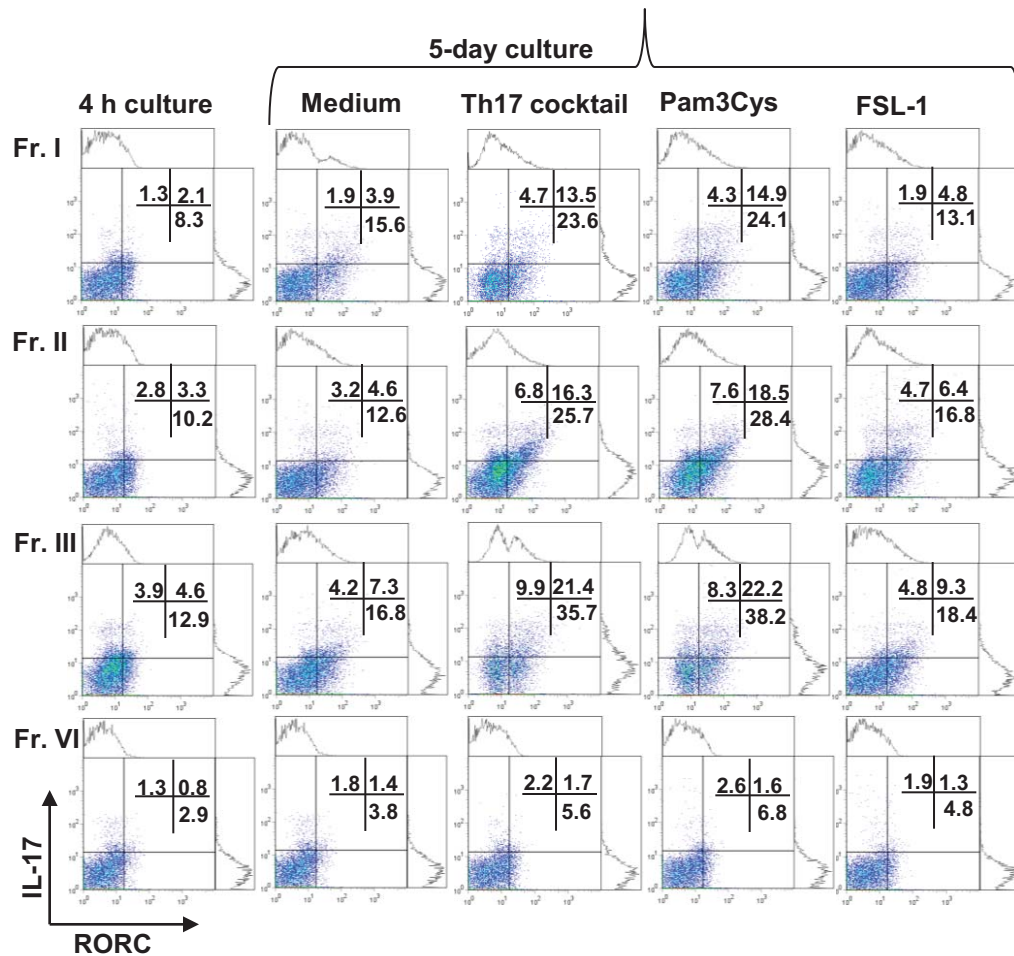 5-day culture
4 h culture Medium Th17 cocktail Pam3Cys FSL-1
Fr. I
1.3 2.1 1.9 3.9 4.7 13.5 4.3 14.9 1.9 4.8
8.3 15.6 23.6 24.1 13.1
Fr. II
2.8 3.3 3.2 4.6 6.8 16.3 7.6 18.5 4.7 6.4
10.2 12.6 25.7 28.4 16.8
Fr. III
3.9 4.6 4.2 7.3 9.9 21.4 8.3 22.2 4.8 9.3
12.9 16.8 35.7 38.2 18.4
Fr. VI
1.3 0.8 1.8 1.4 2.2 1.7 2.6 1.6 1.9 1.3
2.9 3.8 5.6 6.8 4.8
IL-17
RORC